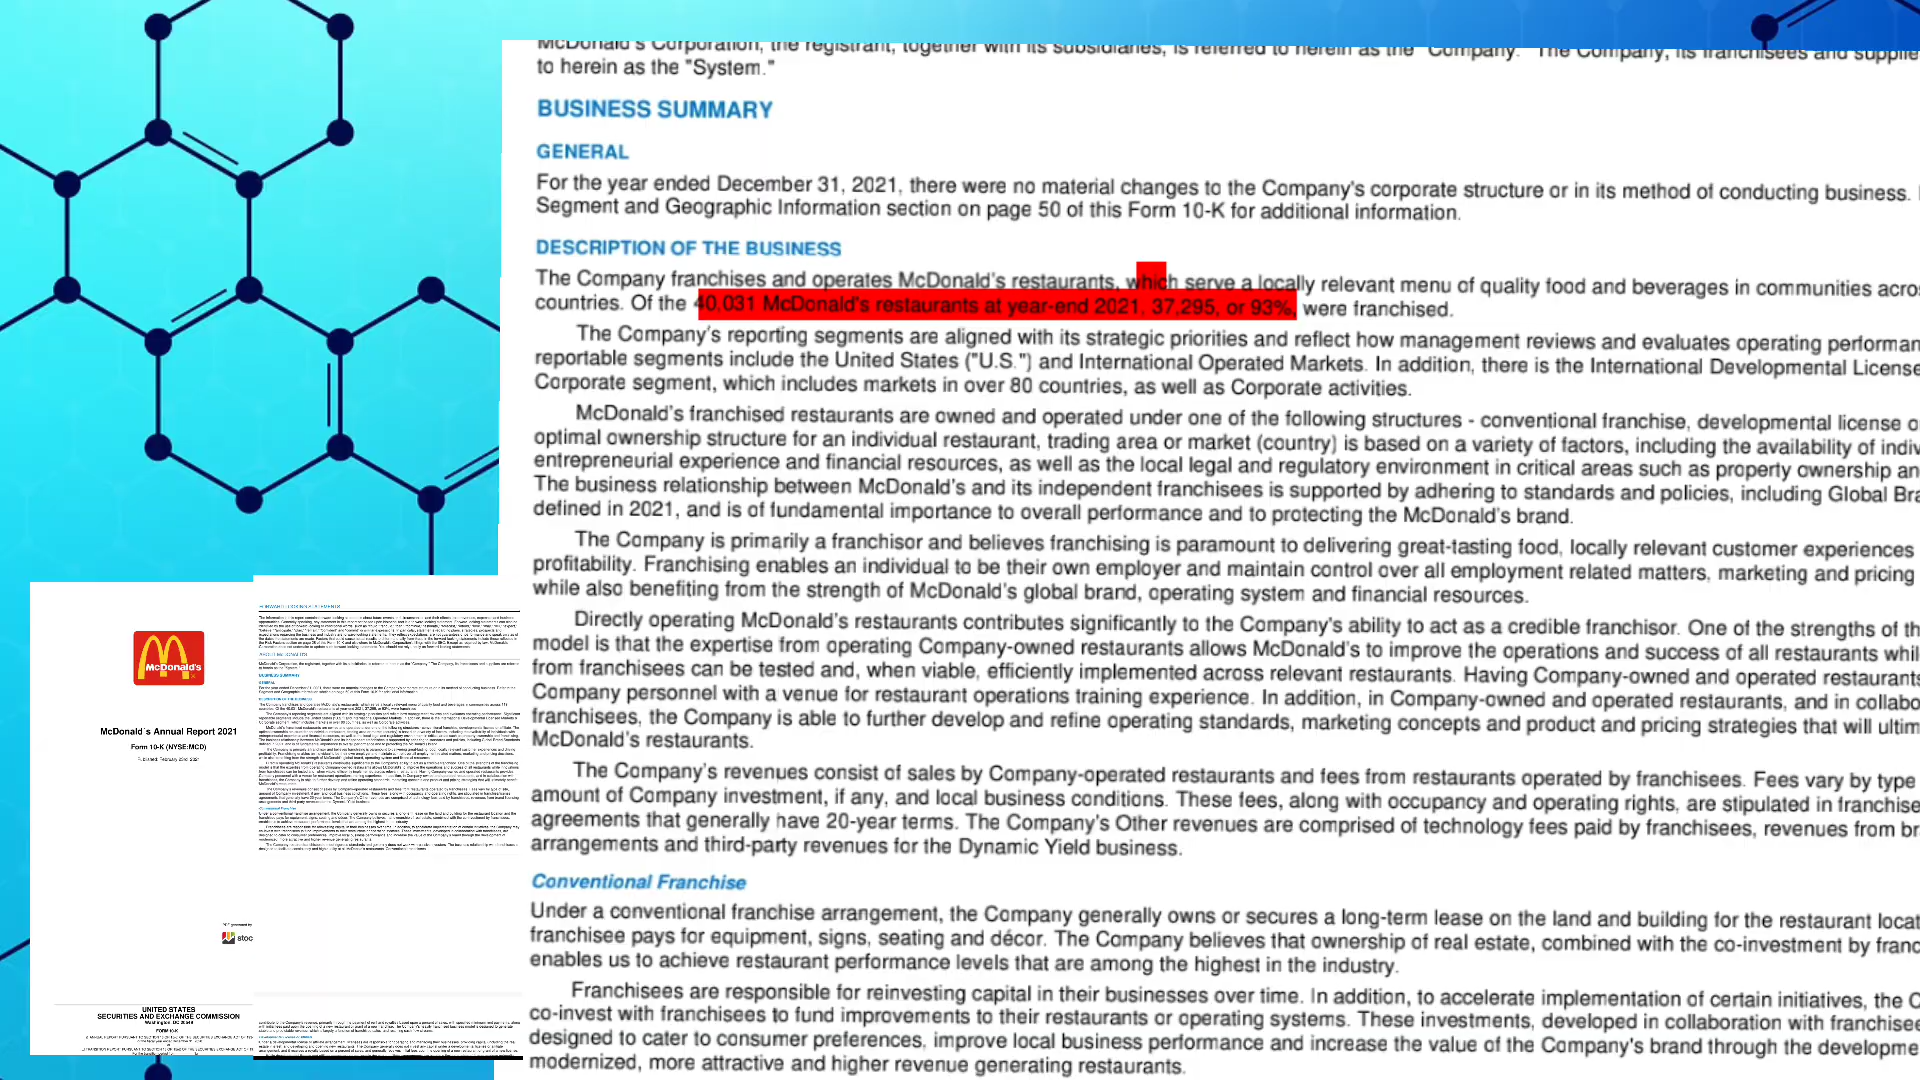 McDonald's Corporation, the registrant, together with its subsidiaries, is referred to herein as the "Company." The Company, its franchisees and supplie
to herein as the "System."
BUSINESS SUMMARY
GENERAL
For the year ended December 31, 2021, there were no material changes to the Company's corporate structure or in its method of conducting business.
Segment and Geographic Information section on page 50 of this Form 10-K for additional information.
DESCRIPTION OF THE BUSINESS
The Company franchises and operates McDonald's restaurants, which serve a locally relevant menu of quality food and beverages in communities acro
countries. Of the 40,031 McDonald's restaurants at year-end 2021, 37,295, or 93%, were franchised.
The Company's reporting segments are aligned with its strategic priorities and reflect how management reviews and evaluates operating performan
reportable segments include the United States ("U.S.") and International Operated Markets. In addition, there is the International Developmental License
Corporate segment, which includes markets in over 80 countries, as well as Corporate activities.
McDonald's franchised restaurants are owned and operated under one of the following structures - conventional franchise, developmental license o
optimal ownership structure for an individual restaurant, trading area or market (country) is based on a variety of factors, including the availability of indiv
entrepreneurial experience and financial resources, as well as the local legal and regulatory environment in critical areas such as property ownership an
The business relationship between McDonald's and its independent franchisees is supported by adhering to standards and policies, including Global Bra
defined in 2021, and is of fundamental importance to overall performance and to protecting the McDonald's brand.
The Company is primarily a franchisor and believes franchising is paramount to delivering great-tasting food, locally relevant customer experiences
profitability. Franchising enables an individual to be their own employer and maintain control over all employment related matters, marketing and pricing
while also benefiting from the strength of McDonald's global brand, operating system and financial resources.
Directly operating McDonald's restaurants contributes significantly to the Company's ability to act as a credible franchisor. One of the strengths of th
model is that the expertise from operating Company-owned restaurants allows McDonald's to improve the operations and success of all restaurants whil
from franchisees can be tested and, when viable, efficiently implemented across relevant restaurants. Having Company-owned and operated restaurants
Company personnel with a venue for restaurant operations training experience. In addition, in Company-owned and operated restaurants, and in collabo
franchisees, the Company is able to further develop and refine operating standards, marketing concepts and product and pricing strategies that will ultim
McDonald's restaurants.
The Company's revenues consist of sales by Company-operated restaurants and fees from restaurants operated by franchisees. Fees vary by type
amount of Company investment, if any, and local business conditions. These fees, along with occupancy and operating rights, are stipulated in franchise
agreements that generally have 20-year terms. The Company's Other revenues are comprised of technology fees paid by franchisees, revenues from br
arrangements and third-party revenues for the Dynamic Yield business.
Conventional Franchise
Under a conventional franchise arrangement, the Company generally owns or secures a long-term lease on the land and building for the restaurant locat
franchisee pays for equipment, signs, seating and décor. The Company believes that ownership of real estate, combined with the co-investment by franc
enables us to achieve restaurant performance levels that are among the highest in the industry.
Franchisees are responsible for reinvesting capital in their businesses over time. In addition, to accelerate implementation of certain initiatives, the C
co-invest with franchisees to fund improvements to their restaurants or operating systems. These investments, developed in collaboration with franchisee
designed to cater to consumer preferences, improve local business performance and increase the value of the Company's brand through the developme
modernized, more attractive and higher revenue generating restaurants.
McDonald's
McDonald's Annual Report 2021
Form 10-K (NYSE:MCD)
Published: February 22nd 2021
PDF generated by
stoc
UNITED STATES
SECURITIES AND EXCHANGE COMMISSION
Washington, DC 20549
FORM 10-K
FORWARD-LOOKING STATEMENTS
ABOUT MCDONALD'S
BUSINESS SUMMARY
GENERAL
DESCRIPTION OF THE BUSINESS
Conventional Franchise